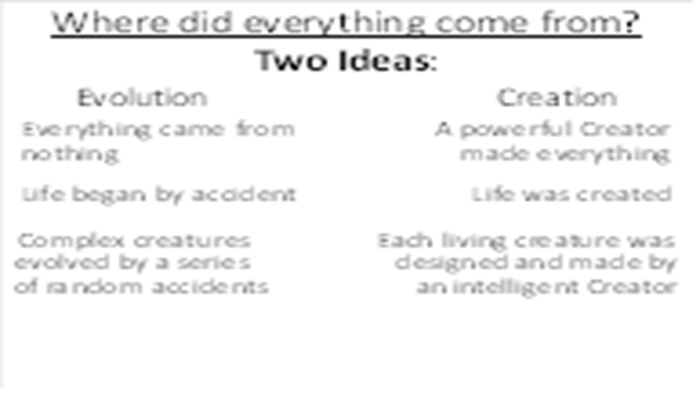 Where did everything come from?
Two Ideas:
Evolution
Creation
Everything came from
nothing
A powerful Creator
made everything
Life began by accident
Life was created
Complex creatures
evolved by a series
of random accidents
Each living creature was
designed and made by
an intelligent Creator